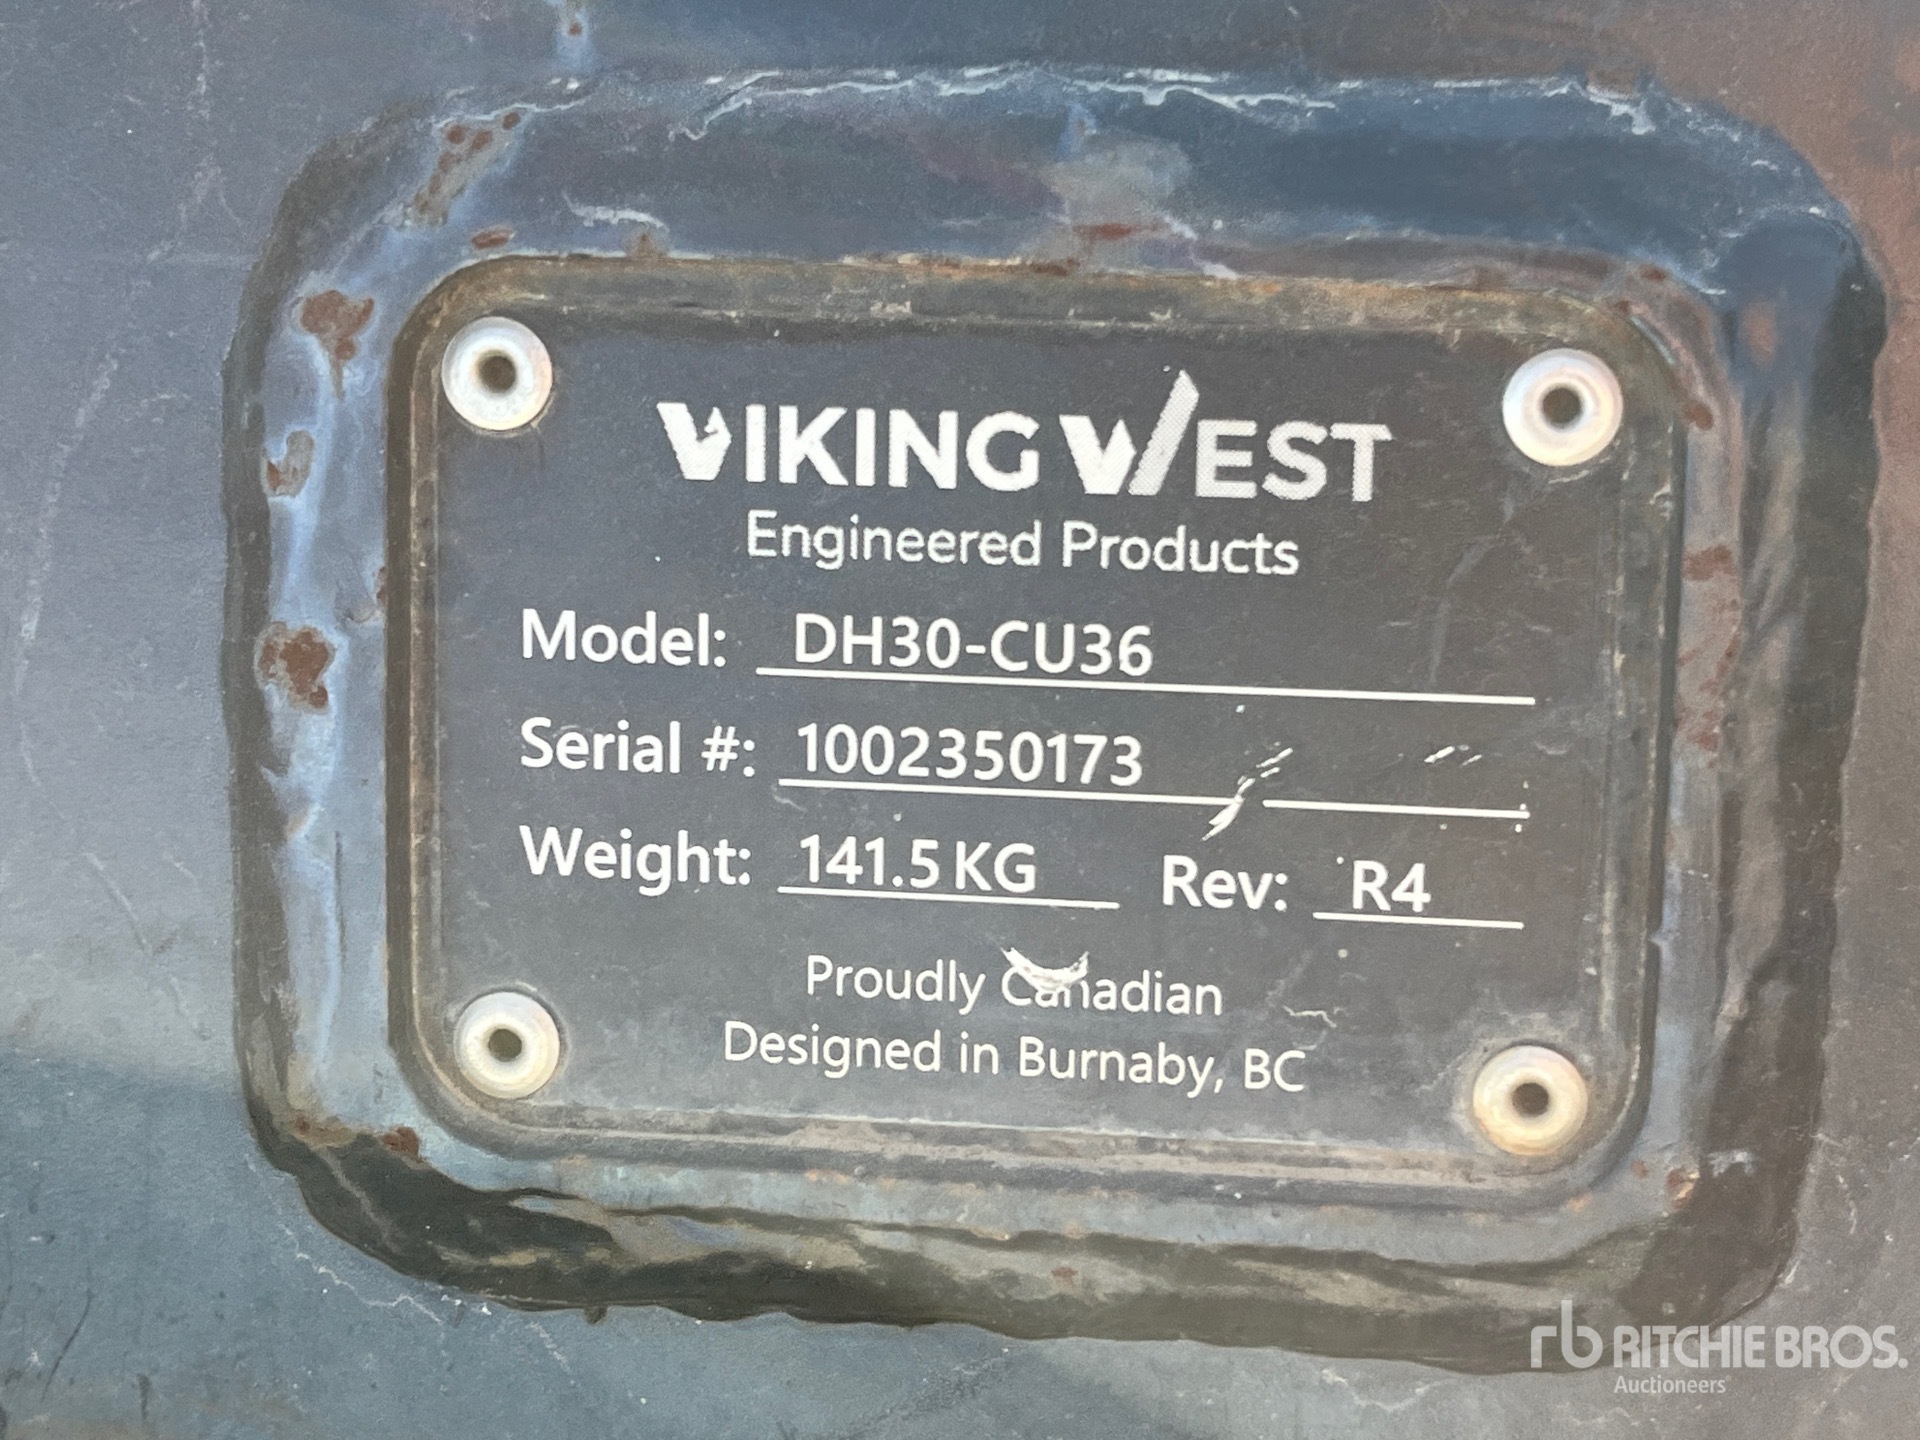 VIKING WEST
Engineered Products
Model: DH30-CU36
Serial #: 1002350173
Weight: 141.5 KG Rev: R4
Proudly Canadian
Designed in Burnaby, BC
rb RITCHIE BROS.
Auctioneers